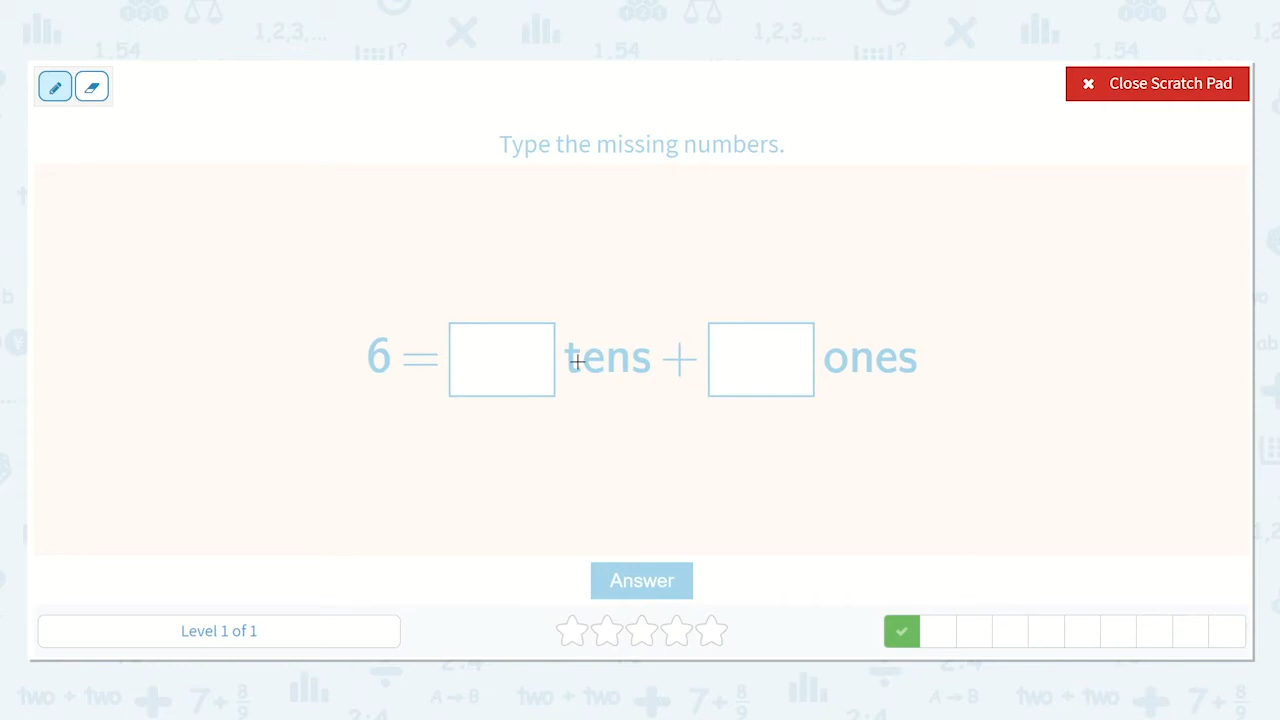 Close Scratch Pad
Type the missing numbers.
6 = tens + ones
Answer
Level 1 of 1